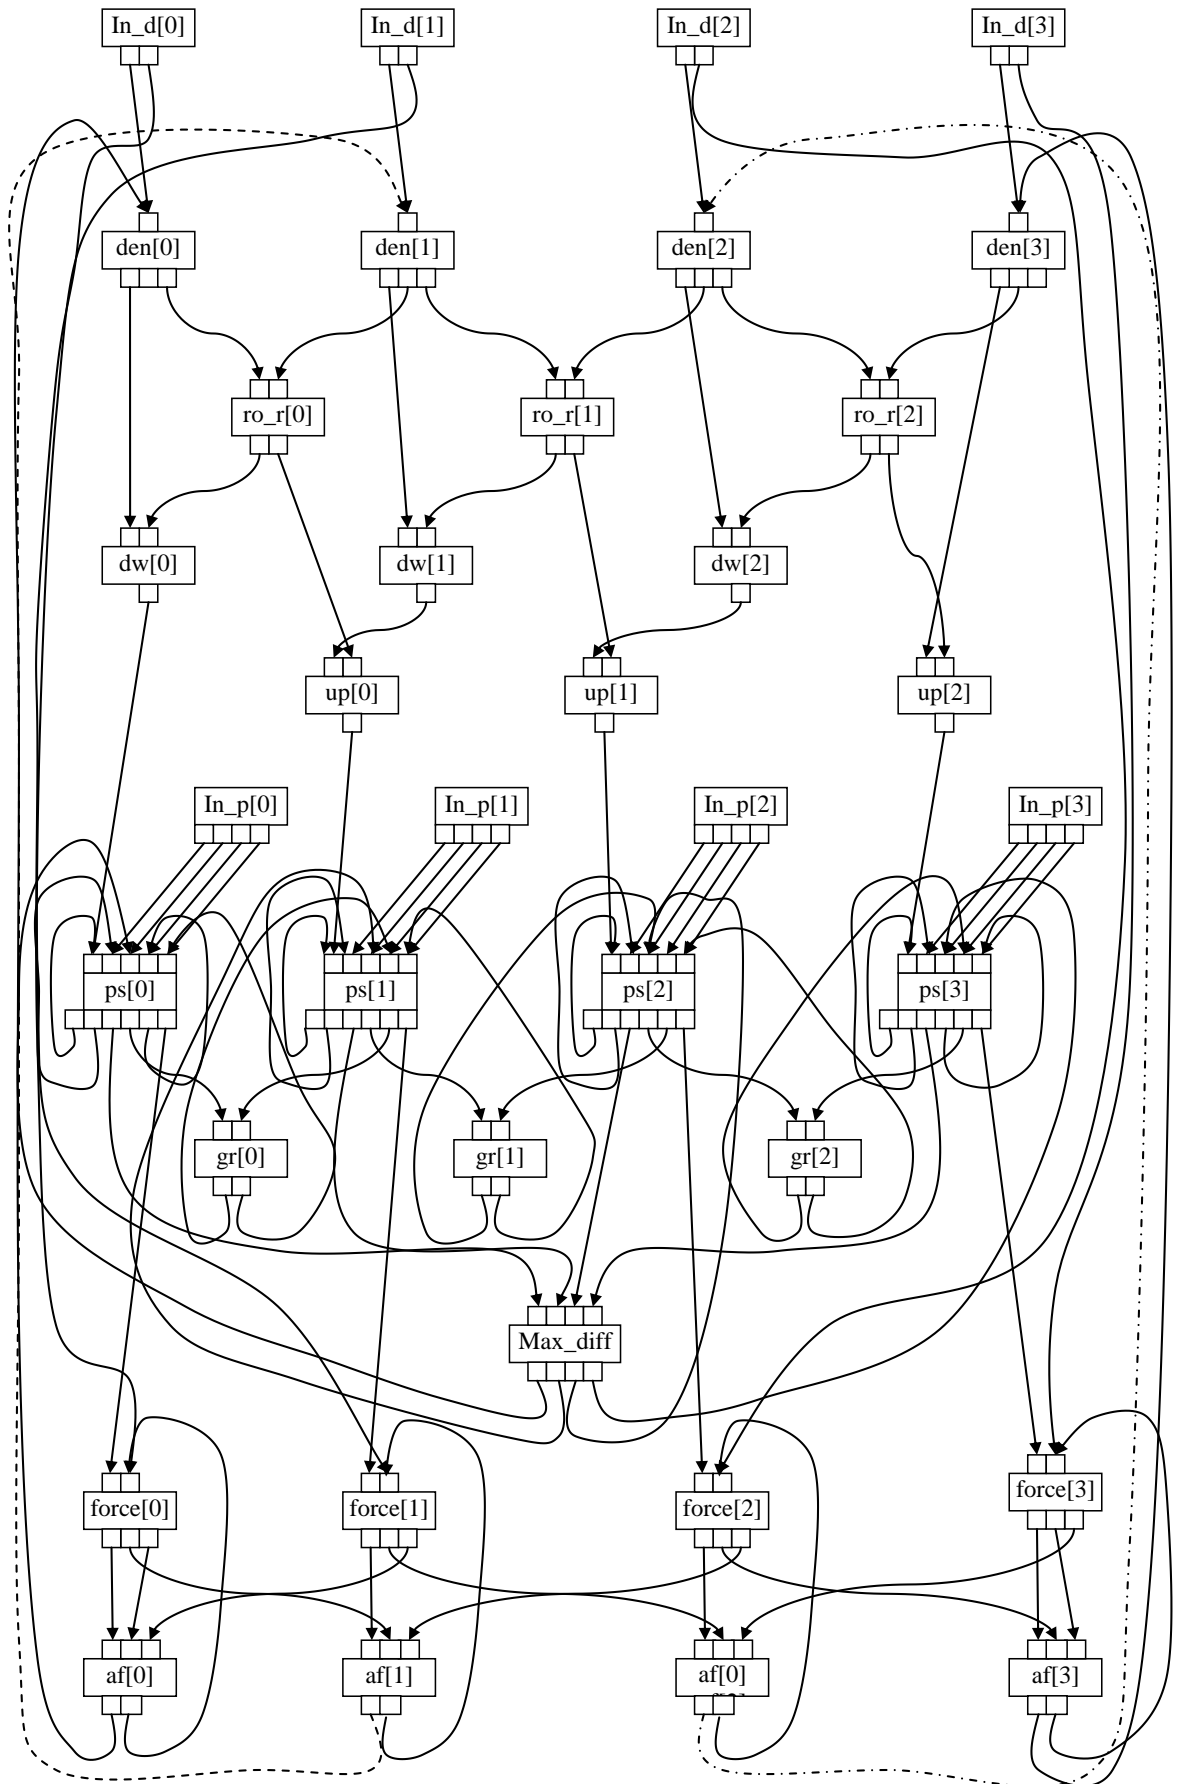 In_d[0] In_d[1] In_d[2] In_d[3]
den[0] den[1] den[2] den[3]
ro_r[0] ro_r[1] ro_r[2]
dw[0] dw[1] dw[2]
up[0] up[1] up[2]
In_p[0] In_p[1] In_p[2] In_p[3]
ps[0] ps[1] ps[2] ps[3]
gr[0] gr[1] gr[2]
Max_diff
force[0] force[1] force[2] force[3]
af[0] af[1] af[0] af[3]